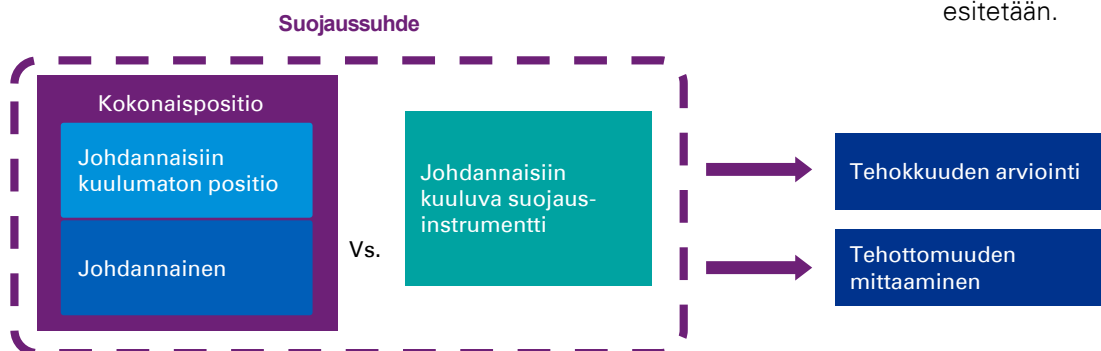 esitetään.
Suojaussuhde
Kokonaispositio
Johdannaisiin
kuulumaton positio
Johdannainen
Vs.
Johdannaisiin
kuuluva suojaus-
instrumentti
Tehokkuuden arviointi
Tehottomuuden
mittaaminen